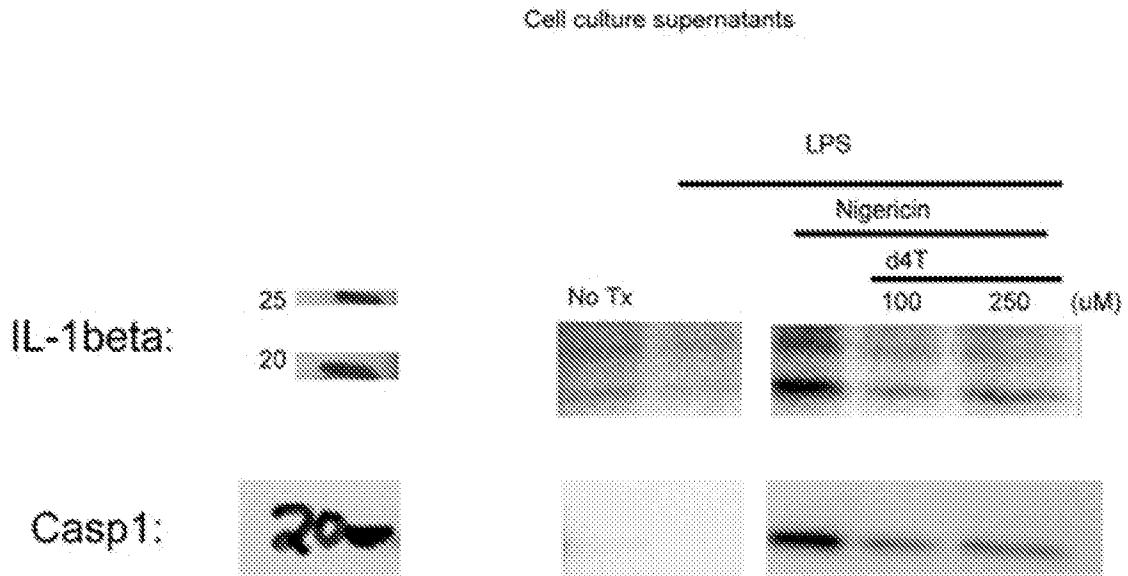 Cell culture supernatants
LPS
Nigericin
d4T
No Tx 100 250 (uM)
25
IL-1beta:
20
Casp1: 20